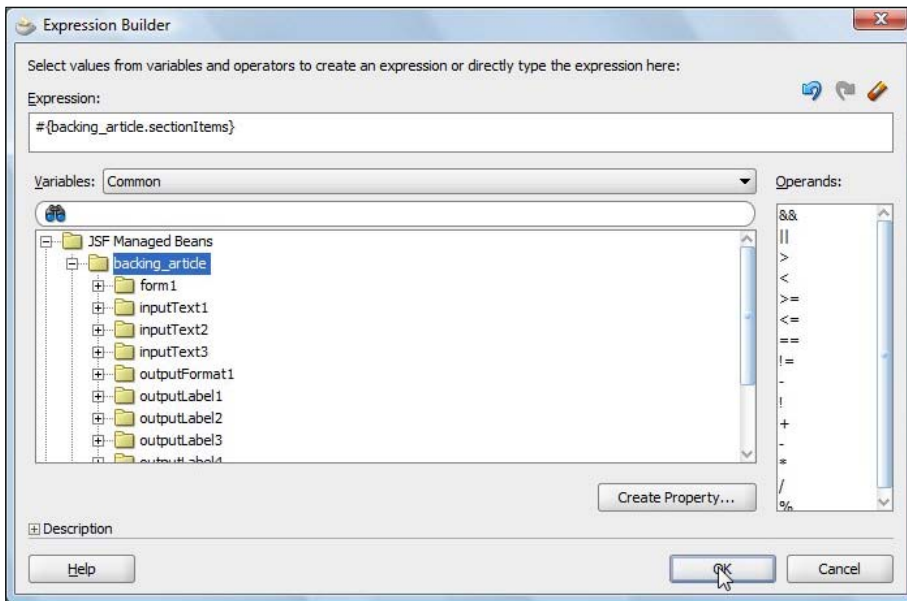 Expression Builder
Select values from variables and operators to create an expression or directly type the expression here:
Expression:
#{backing_article.sectionItems}
Variables: Common
Operands:
JSF Managed Beans
backing_article
form1
inputText1
inputText2
inputText3
outputFormat1
outputLabel1
outputLabel2
outputLabel3
outputLabel4
&&
||
>
<
>=
<=
==
!=
-
!
+
-
*
/
%
Create Property...
Description
Help
OK
Cancel